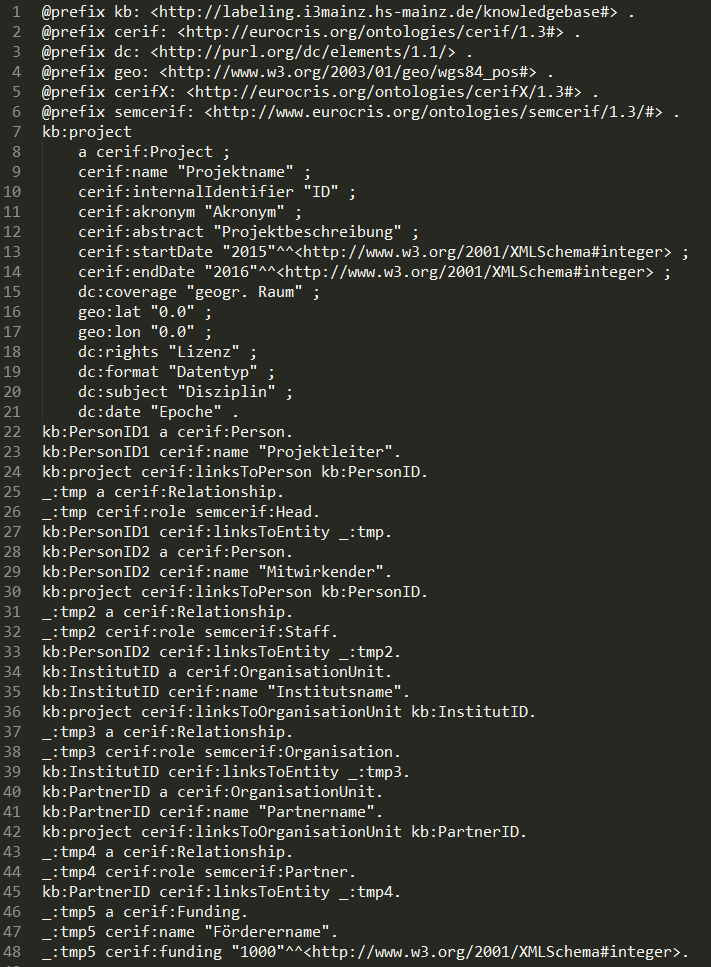 1 @prefix kb: <http://labeling.i3mainz.hs-mainz.de/knowledgebase#> .
2 @prefix cerif: <http://eurocris.org/ontologies/cerif/1.3#> .
3 @prefix dc: <http://purl.org/dc/elements/1.1/> .
4 @prefix geo: <http://www.w3.org/2003/01/geo/wgs84_pos#> .
5 @prefix cerifX: <http://eurocris.org/ontologies/cerifX/1.3#> .
6 @prefix semcerif: <http://www.eurocris.org/ontologies/semcerif/1.3/#> .
7 kb:project
8     a cerif:Project ;
9     cerif:name "Projektname" ;
10     cerif:internalIdentifier "ID" ;
11     cerif:akronym "Akronym" ;
12     cerif:abstract "Projektbeschreibung" ;
13     cerif:startDate "2015"^^<http://www.w3.org/2001/XMLSchema#integer> ;
14     cerif:endDate "2016"^^<http://www.w3.org/2001/XMLSchema#integer> ;
15     dc:coverage "geogr. Raum" ;
16     geo:lat "0.0" ;
17     geo:lon "0.0" ;
18     dc:rights "Lizenz" ;
19     dc:format "Datentyp" ;
20     dc:subject "Disziplin" ;
21     dc:date "Epoche" .
22 kb:PersonID1 a cerif:Person.
23 kb:PersonID1 cerif:name "Projektleiter".
24 kb:project cerif:linksToPerson kb:PersonID.
25 _:tmp a cerif:Relationship.
26 _:tmp cerif:role semcerif:Head.
27 kb:PersonID1 cerif:linksToEntity _:tmp.
28 kb:PersonID2 a cerif:Person.
29 kb:PersonID2 cerif:name "Mitwirkender".
30 kb:project cerif:linksToPerson kb:PersonID.
31 _:tmp2 a cerif:Relationship.
32 _:tmp2 cerif:role semcerif:Staff.
33 kb:PersonID2 cerif:linksToEntity _:tmp2.
34 kb:InstitutID a cerif:OrganisationUnit.
35 kb:InstitutID cerif:name "Institutsname".
36 kb:project cerif:linksToOrganisationUnit kb:InstitutID.
37 _:tmp3 a cerif:Relationship.
38 _:tmp3 cerif:role semcerif:Organisation.
39 kb:InstitutID cerif:linksToEntity _:tmp3.
40 kb:PartnerID a cerif:OrganisationUnit.
41 kb:PartnerID cerif:name "Partnername".
42 kb:project cerif:linksToOrganisationUnit kb:PartnerID.
43 _:tmp4 a cerif:Relationship.
44 _:tmp4 cerif:role semcerif:Partner.
45 kb:PartnerID cerif:linksToEntity _:tmp4.
46 _:tmp5 a cerif:Funding.
47 _:tmp5 cerif:name "Förderername".
48 _:tmp5 cerif:funding "1000"^^<http://www.w3.org/2001/XMLSchema#integer>.